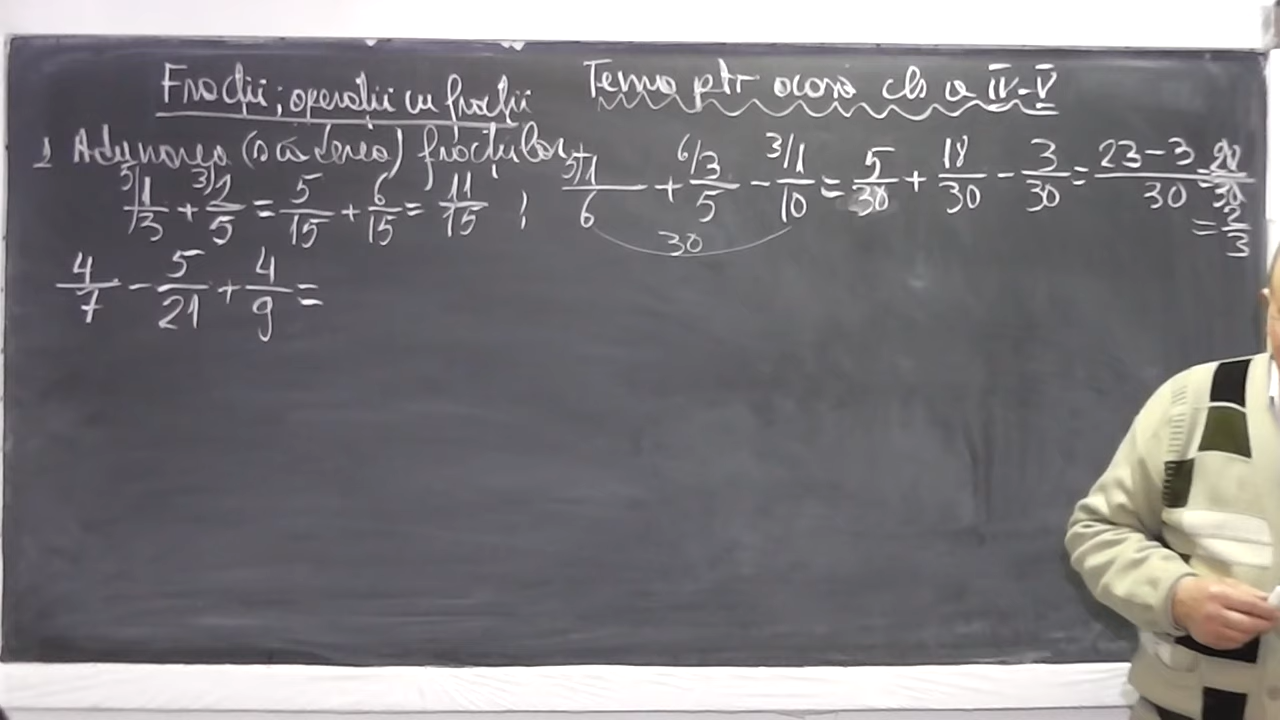 Fracții; operații cu fracții
Tema ptr acasă cls a IV-V
1 Adunarea (scăderea) fracțiilor
5/1/3 + 3/2/5 = 5/15 + 6/15 = 11/15 ;
5/1/6 + 6/3/5 - 3/1/10 = 5/30 + 18/30 - 3/30 = 23-3/30 = 20/30
30
= 2/3
4/7 - 5/21 + 4/9 =